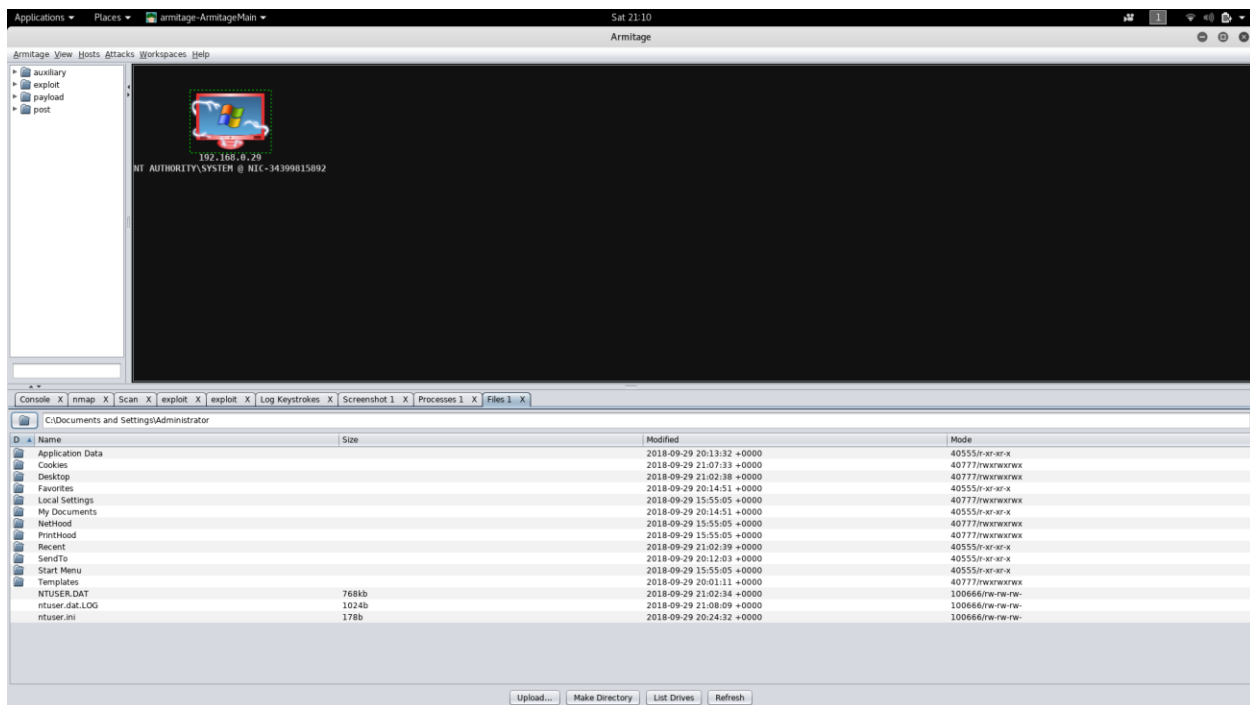 Applications Places armitage-ArmitageMain Sat 21:10 1
Armitage
Armitage View Hosts Attacks Workspaces Help
auxiliary
exploit
payload
post
192.168.0.29
NT AUTHORITY\SYSTEM @ NIC-34399815892
Console X nmap X Scan X exploit X exploit X Log Keystrokes X Screenshot 1 X Processes 1 X Files 1 X
C:\Documents and Settings\Administrator
D Name Size Modified Mode
Application Data 2018-09-29 20:13:32 +0000 40555/r-xr-xr-x
Cookies 2018-09-29 21:07:33 +0000 40777/rwxrwxrwx
Desktop 2018-09-29 21:02:38 +0000 40777/rwxrwxrwx
Favorites 2018-09-29 20:14:51 +0000 40555/r-xr-xr-x
Local Settings 2018-09-29 15:55:05 +0000 40777/rwxrwxrwx
My Documents 2018-09-29 20:14:51 +0000 40555/r-xr-xr-x
NetHood 2018-09-29 15:55:05 +0000 40777/rwxrwxrwx
PrintHood 2018-09-29 15:55:05 +0000 40777/rwxrwxrwx
Recent 2018-09-29 21:02:39 +0000 40555/r-xr-xr-x
SendTo 2018-09-29 20:12:03 +0000 40555/r-xr-xr-x
Start Menu 2018-09-29 15:55:05 +0000 40555/r-xr-xr-x
Templates 2018-09-29 20:01:11 +0000 40777/rwxrwxrwx
NTUSER.DAT 768kb 2018-09-29 21:02:34 +0000 100666/rw-rw-rw-
ntuser.dat.LOG 1024b 2018-09-29 21:08:09 +0000 100666/rw-rw-rw-
ntuser.ini 178b 2018-09-29 20:24:32 +0000 100666/rw-rw-rw-
Upload... Make Directory List Drives Refresh